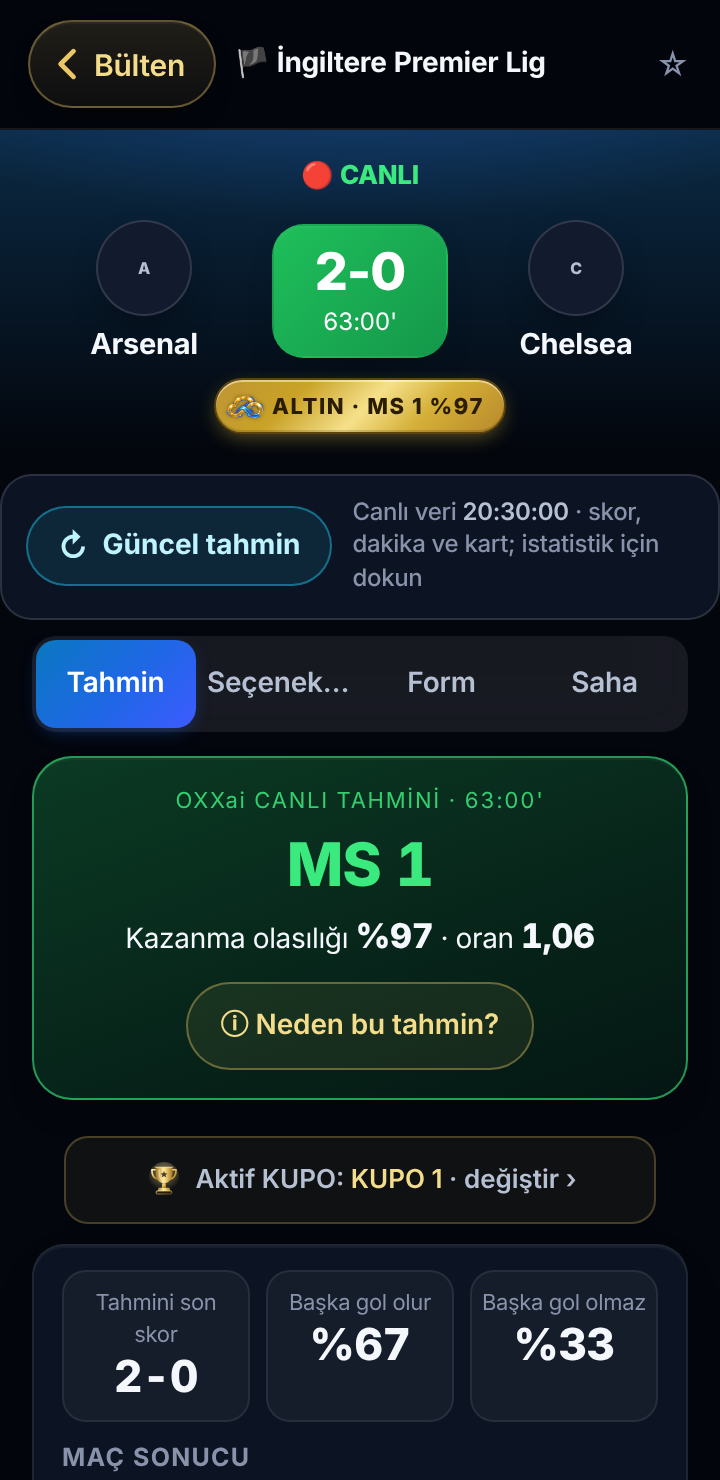 Bülten
İngiltere Premier Lig
CANLI
A
2-0
63:00'
C
Arsenal
Chelsea
ALTIN · MS 1 %97
Güncel tahmin
Canlı veri 20:30:00 · skor,
dakika ve kart; istatistik için
dokun
Tahmin
Seçenek...
Form
Saha
OXXai CANLI TAHMİNİ · 63:00'
MS 1
Kazanma olasılığı %97 · oran 1,06
Neden bu tahmin?
Aktif KUPO: KUPO 1 · değiştir ›
Tahmini son
skor
2-0
Başka gol olur
%67
Başka gol olmaz
%33
MAÇ SONUCU